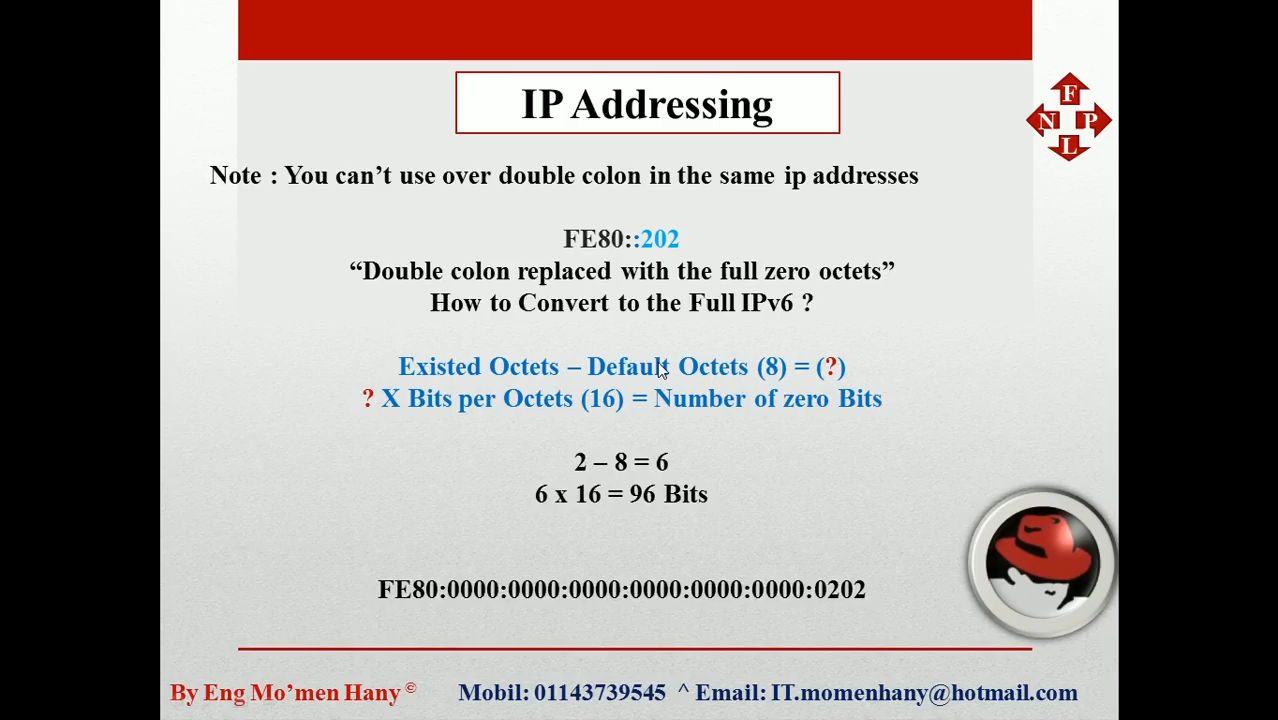 IP Addressing
F
N P
L
Note : You can’t use over double colon in the same ip addresses
FE80::202
“Double colon replaced with the full zero octets”
How to Convert to the Full IPv6 ?
Existed Octets – Default Octets (8) = (?)
? X Bits per Octets (16) = Number of zero Bits
2 – 8 = 6
6 x 16 = 96 Bits
FE80:0000:0000:0000:0000:0000:0000:0202
By Eng Mo’men Hany © Mobil: 01143739545 ^ Email: IT.momenhany@hotmail.com